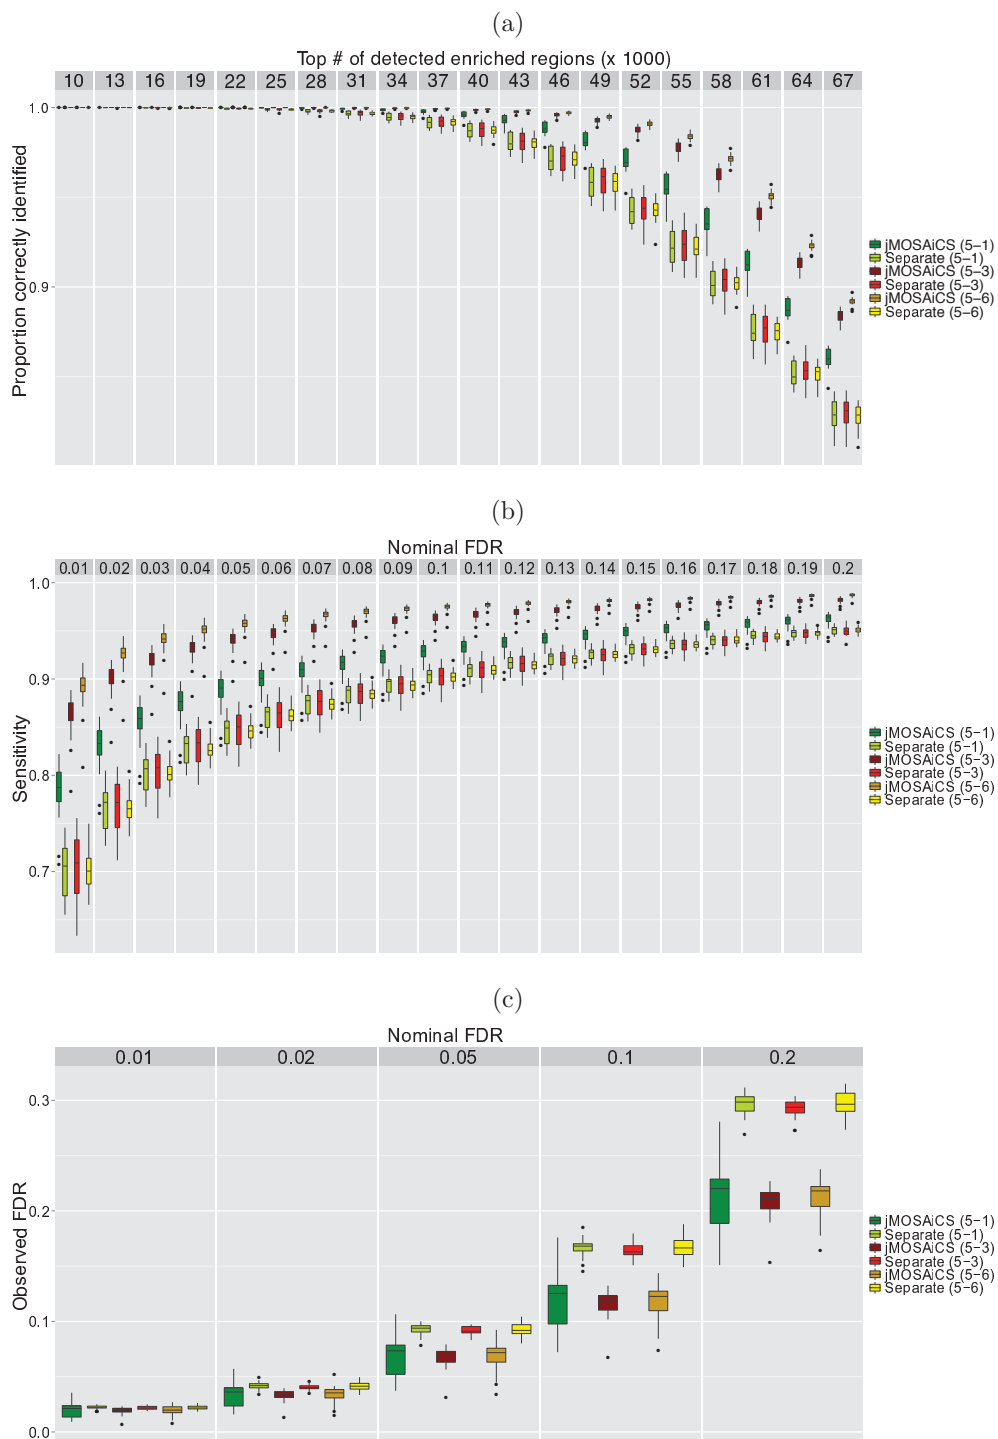 (a)
Top # of detected enriched regions (x 1000)
10 13 16 19 22 25 28 31 34 37 40 43 46 49 52 55 58 61 64 67
1.0
0.9
Proportion correctly identified
jMOSAiCS (5−1)
Separate (5−1)
jMOSAiCS (5−3)
Separate (5−3)
jMOSAiCS (5−6)
Separate (5−6)
(b)
Nominal FDR
0.01 0.02 0.03 0.04 0.05 0.06 0.07 0.08 0.09 0.1 0.11 0.12 0.13 0.14 0.15 0.16 0.17 0.18 0.19 0.2
1.0
0.9
0.8
0.7
Sensitivity
jMOSAiCS (5−1)
Separate (5−1)
jMOSAiCS (5−3)
Separate (5−3)
jMOSAiCS (5−6)
Separate (5−6)
(c)
Nominal FDR
0.01 0.02 0.05 0.1 0.2
0.3
0.2
0.1
0.0
Observed FDR
jMOSAiCS (5−1)
Separate (5−1)
jMOSAiCS (5−3)
Separate (5−3)
jMOSAiCS (5−6)
Separate (5−6)